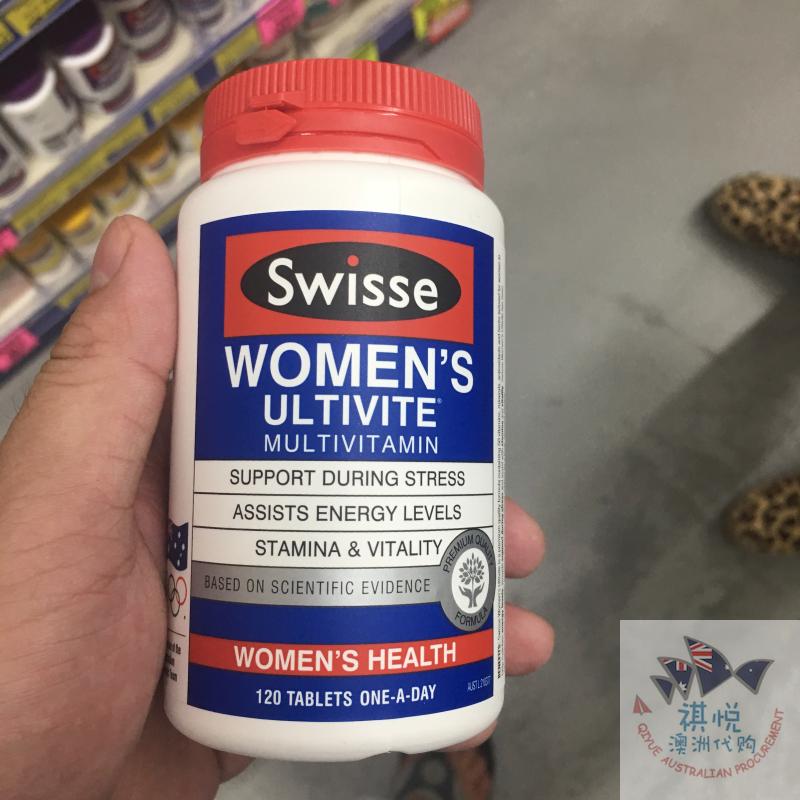 Swisse
WOMEN'S
ULTIVITE®
MULTIVITAMIN
SUPPORT DURING STRESS
ASSISTS ENERGY LEVELS
STAMINA & VITALITY
PREMIUM QUALITY
FORMULA
BASED ON SCIENTIFIC EVIDENCE
WOMEN'S HEALTH
120 TABLETS ONE-A-DAY
祺悦
澳洲代购
QIYUE AUSTRALIAN PROCUREMENT